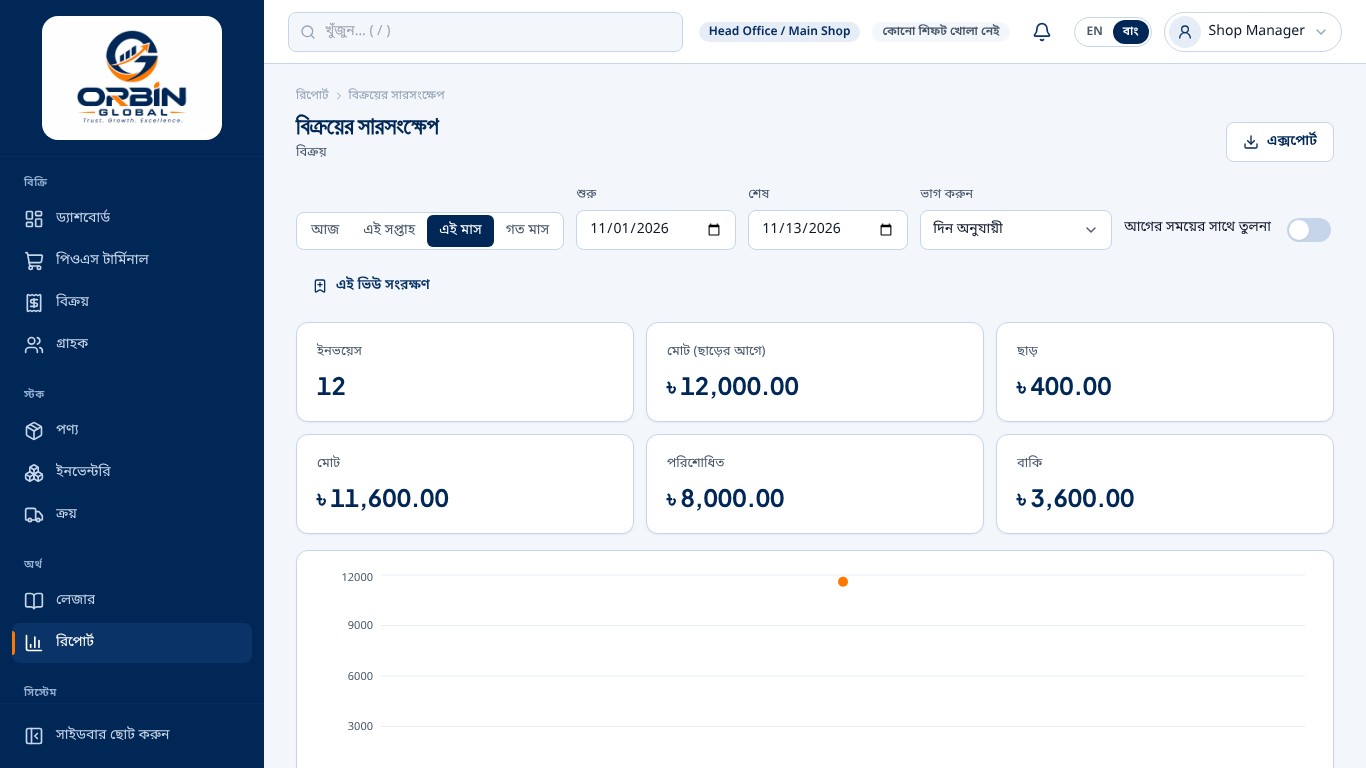 ORBIN
GLOBAL
Trust. Growth. Excellence.
বিক্রি
ড্যাশবোর্ড
পিওএস টার্মিনাল
বিক্রয়
গ্রাহক
স্টক
পণ্য
ইনভেন্টরি
ক্রয়
অর্থ
লেজার
রিপোর্ট
সিস্টেম
সাইডবার ছোট করুন
খুঁজুন... ( / )
Head Office / Main Shop
কোনো শিফট খোলা নেই
EN
বাং
Shop Manager
রিপোর্ট > বিক্রয়ের সারসংক্ষেপ
বিক্রয়ের সারসংক্ষেপ
বিক্রয়
এক্সপোর্ট
আজ
এই সপ্তাহ
এই মাস
গত মাস
শুরু
11/01/2026
শেষ
11/13/2026
ভাগ করুন
দিন অনুযায়ী
আগের সময়ের সাথে তুলনা
এই ভিউ সংরক্ষণ
ইনভয়েস
12
মোট (ছাড়ের আগে)
৳ 12,000.00
ছাড়
৳ 400.00
মোট
৳ 11,600.00
পরিশোধিত
৳ 8,000.00
বাকি
৳ 3,600.00
12000
9000
6000
3000